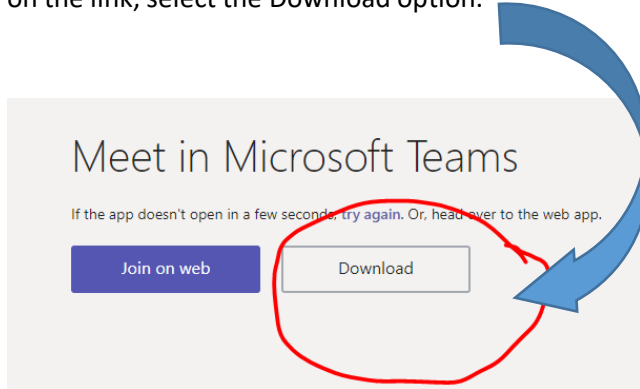 on the link, select the Download option.
Meet in Microsoft Teams
If the app doesn't open in a few seconds, try again. Or, head over to the web app.
Join on web
Download